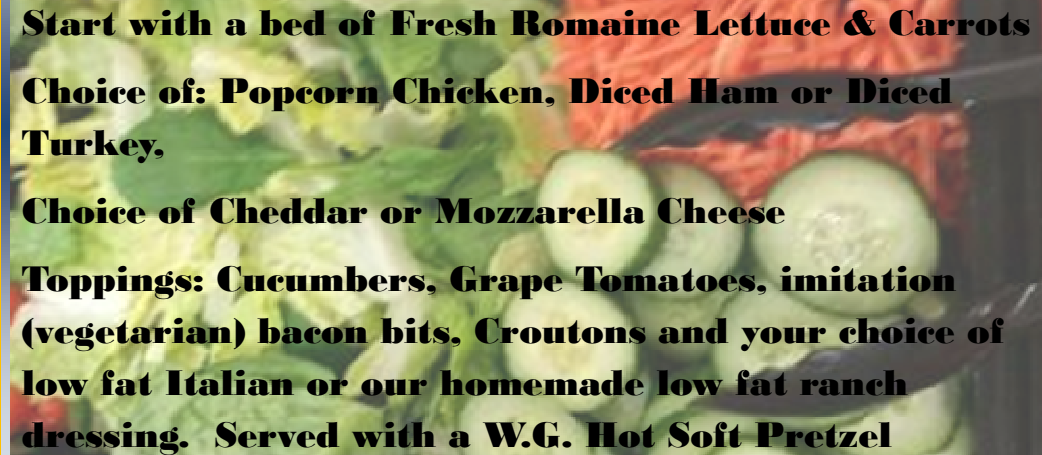 Start with a bed of Fresh Romaine Lettuce & Carrots
Choice of: Popcorn Chicken, Diced Ham or Diced
Turkey,
Choice of Cheddar or Mozzarella Cheese
Toppings: Cucumbers, Grape Tomatoes, imitation
(vegetarian) bacon bits, Croutons and your choice of
low fat Italian or our homemade low fat ranch
dressing.  Served with a W.G. Hot Soft Pretzel